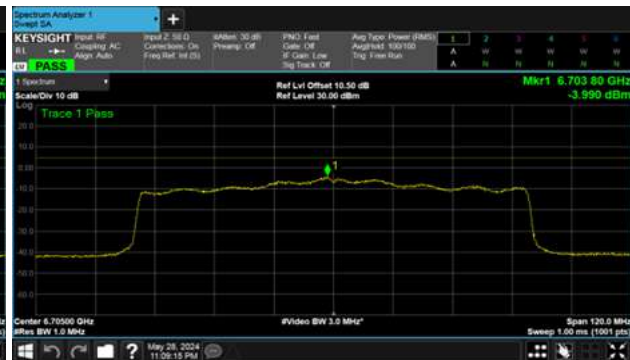 Spectrum Analyzer 1
Swept SA
+
KEYSIGHT
Input: RF
Input Z: 50 Ω
#Atten: 30 dB
PNO: Fast
Avg Type: Power (RMS)
1 2 3 4 5 6
RL
Coupling: AC
Corrections: On
Preamp: Off
Gate: Off
Avg|Hold: 100/100
A W W W W W
Align: Auto
Freq Ref: Int (S)
IF Gain: Low
Trig: Free Run
LVI PASS
Sig Track: Off
A N N N N N
1 Spectrum
Ref Lvl Offset 10.50 dB
Mkr1 6.703 80 GHz
Scale/Div 10 dB
Ref Level 30.00 dBm
-3.990 dBm
Log
Trace 1 Pass
20.0
10.0
0.00
1
-10.0
-20.0
-30.0
-40.0
-50.0
-60.0
Center 6.70500 GHz
#Video BW 3.0 MHz*
Span 120.0 MHz
#Res BW 1.0 MHz
Sweep 1.00 ms (1001 pts)
?
May 28, 2024
11:09:15 PM